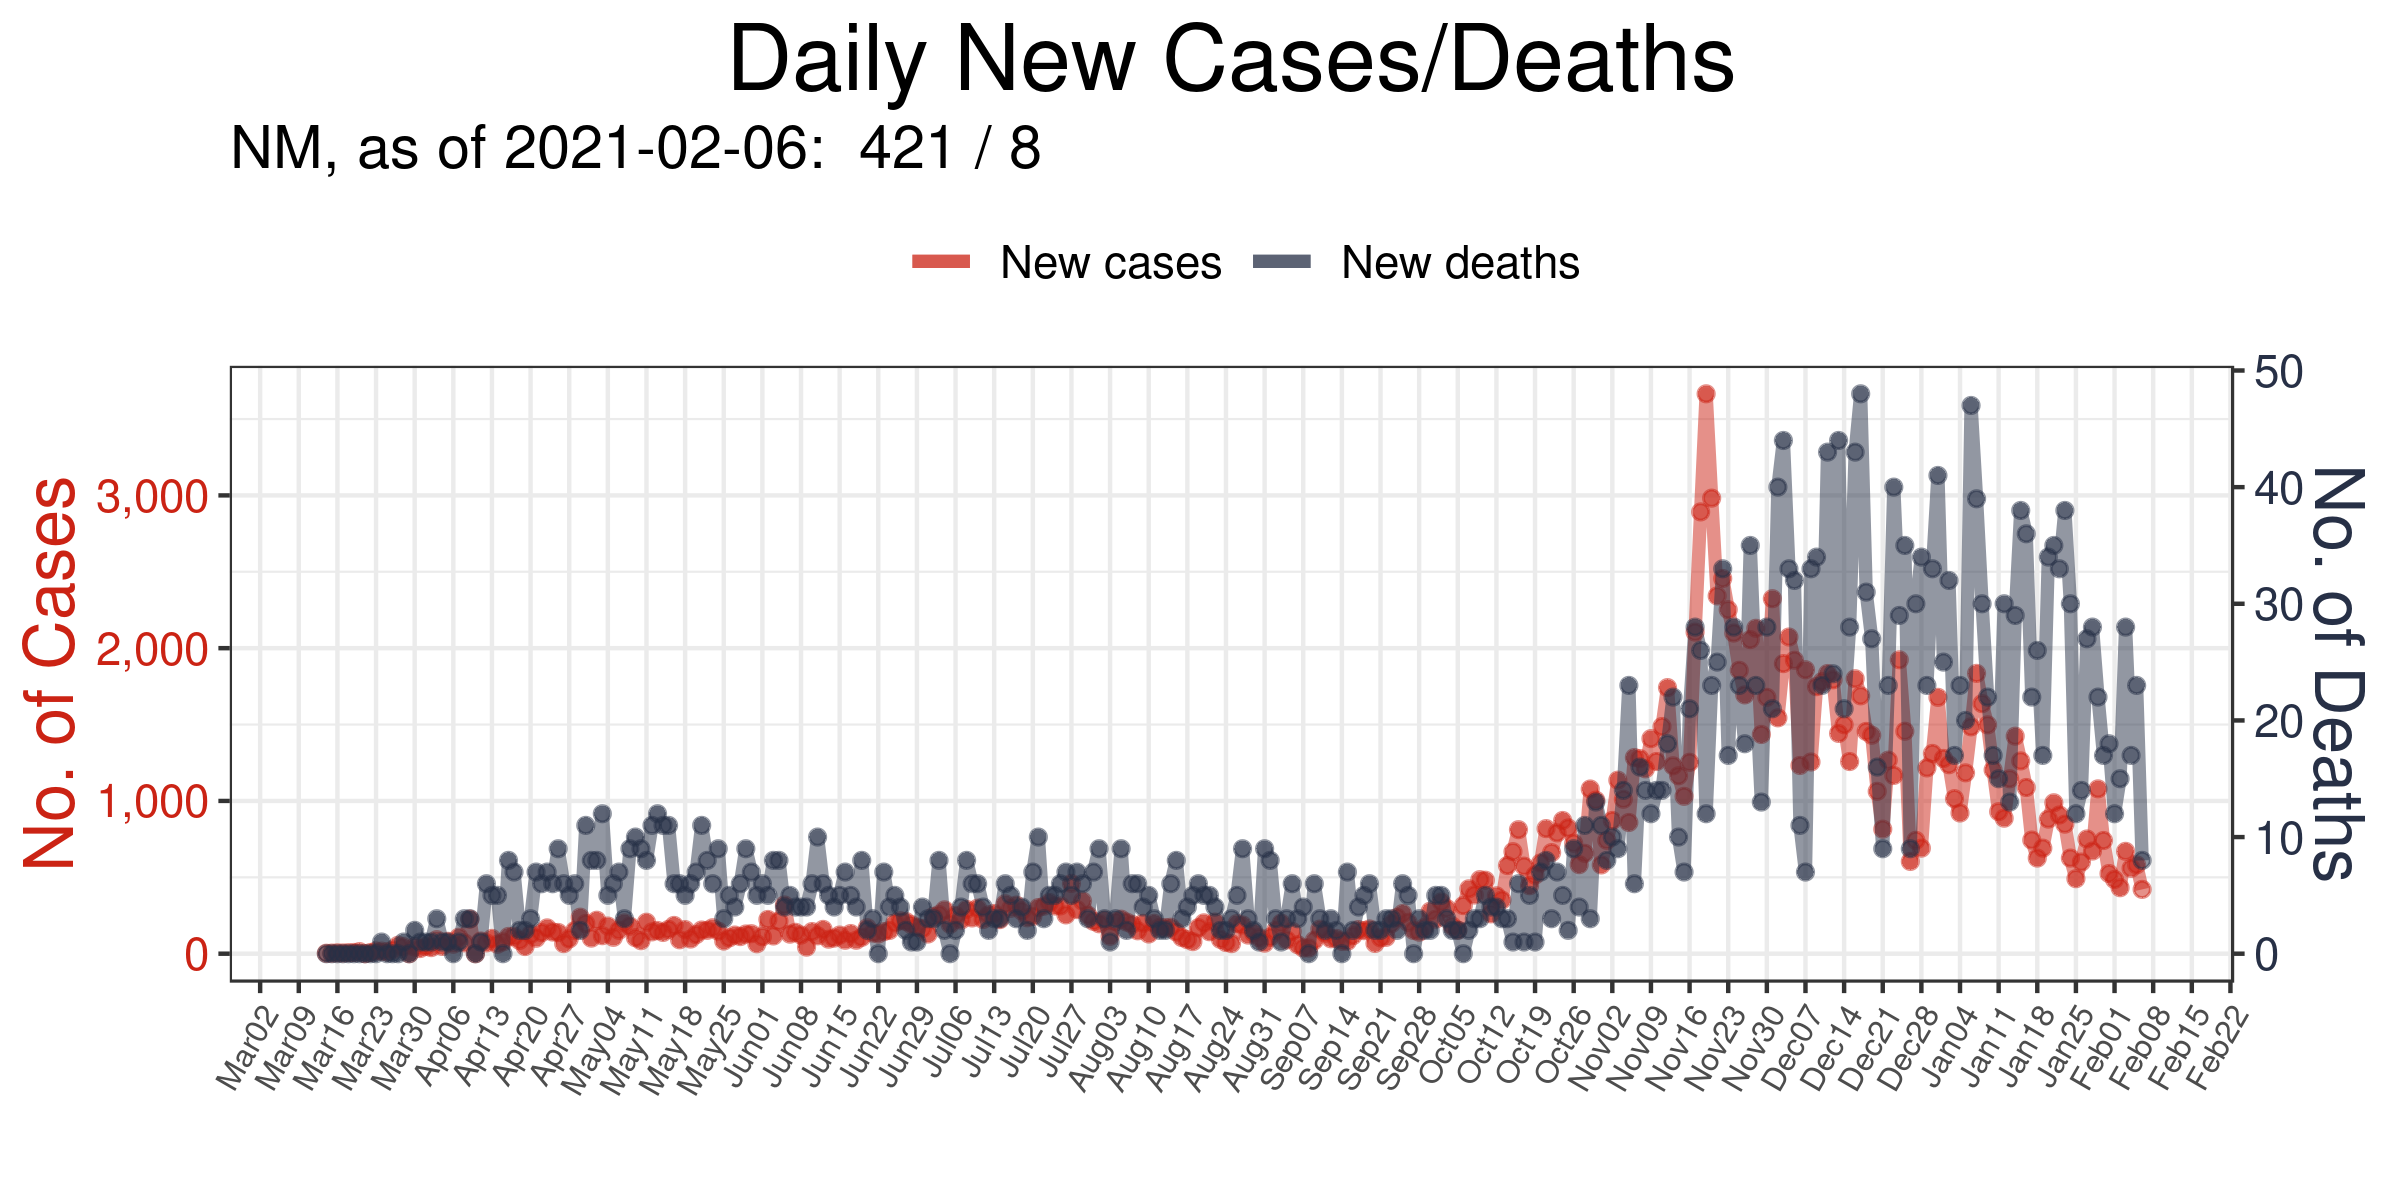 Daily New Cases/Deaths
NM, as of 2021-02-06: 421 / 8
New cases
New deaths
No. of Cases
3,000
2,000
1,000
0
50
40
30
20
10
0
No. of Deaths
Mar02
Mar09
Mar16
Mar23
Mar30
Apr06
Apr13
Apr20
Apr27
May04
May11
May18
May25
Jun01
Jun08
Jun15
Jun22
Jun29
Jul06
Jul13
Jul20
Jul27
Aug03
Aug10
Aug17
Aug24
Aug31
Sep07
Sep14
Sep21
Sep28
Oct05
Oct12
Oct19
Oct26
Nov02
Nov09
Nov16
Nov23
Nov30
Dec07
Dec14
Dec21
Dec28
Jan04
Jan11
Jan18
Jan25
Feb01
Feb08
Feb15
Feb22